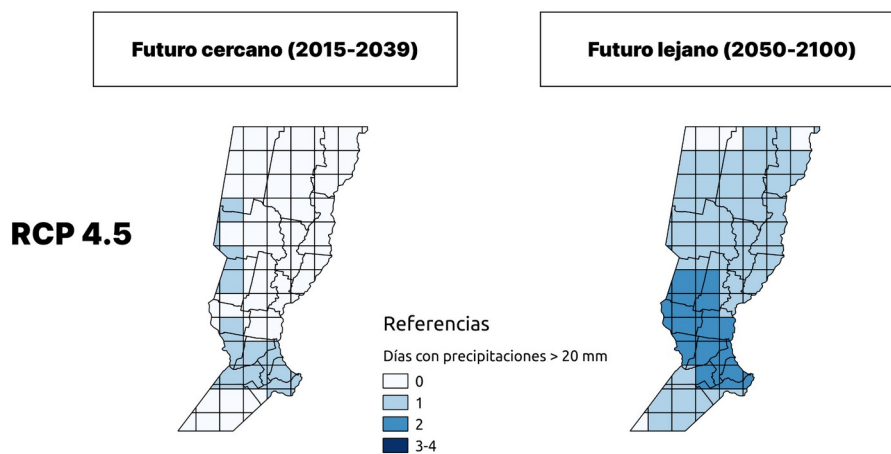 Futuro cercano (2015-2039)
Futuro lejano (2050-2100)
RCP 4.5
Referencias
Días con precipitaciones > 20 mm
0
1
2
3-4